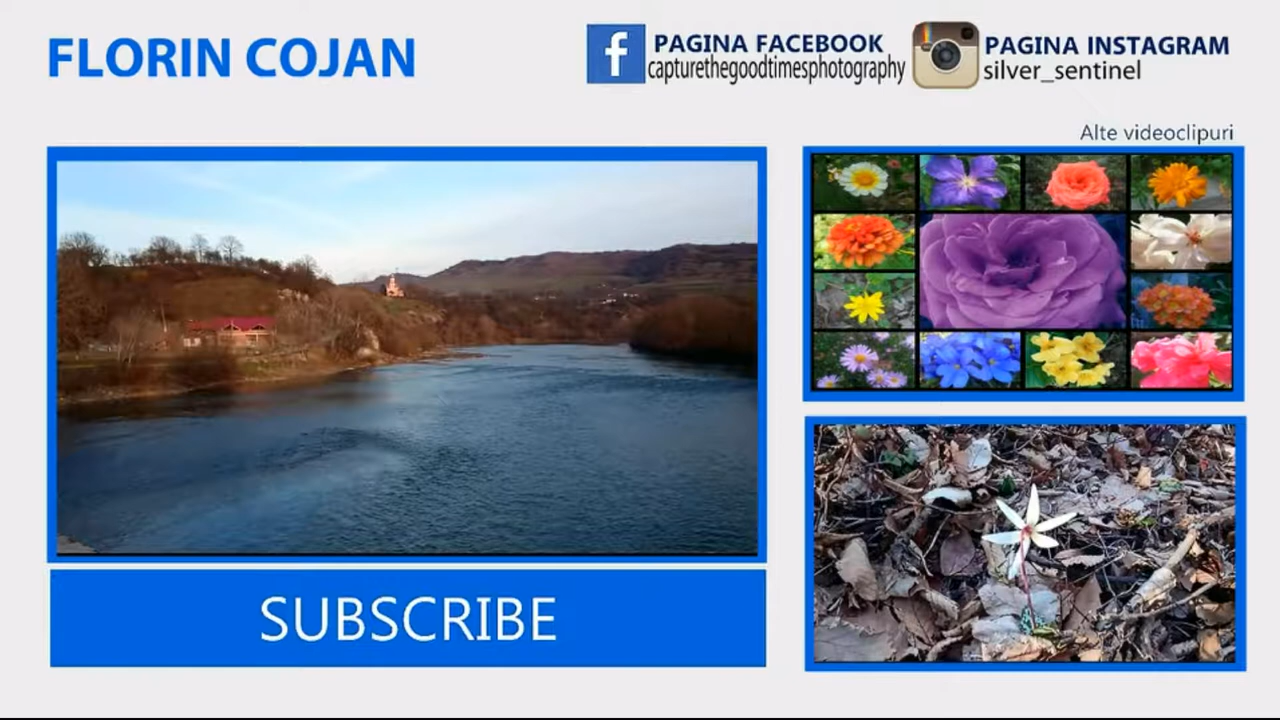 FLORIN COJAN
PAGINA FACEBOOK
capturethegoodtimesphotography
PAGINA INSTAGRAM
silver_sentinel
Alte videoclipuri
SUBSCRIBE